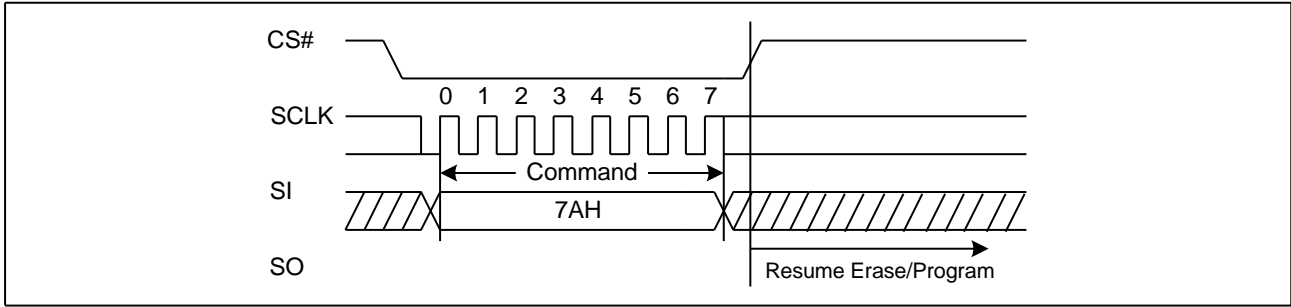 CS#
0 1 2 3 4 5 6 7
SCLK
Command
SI
7AH
SO
Resume Erase/Program